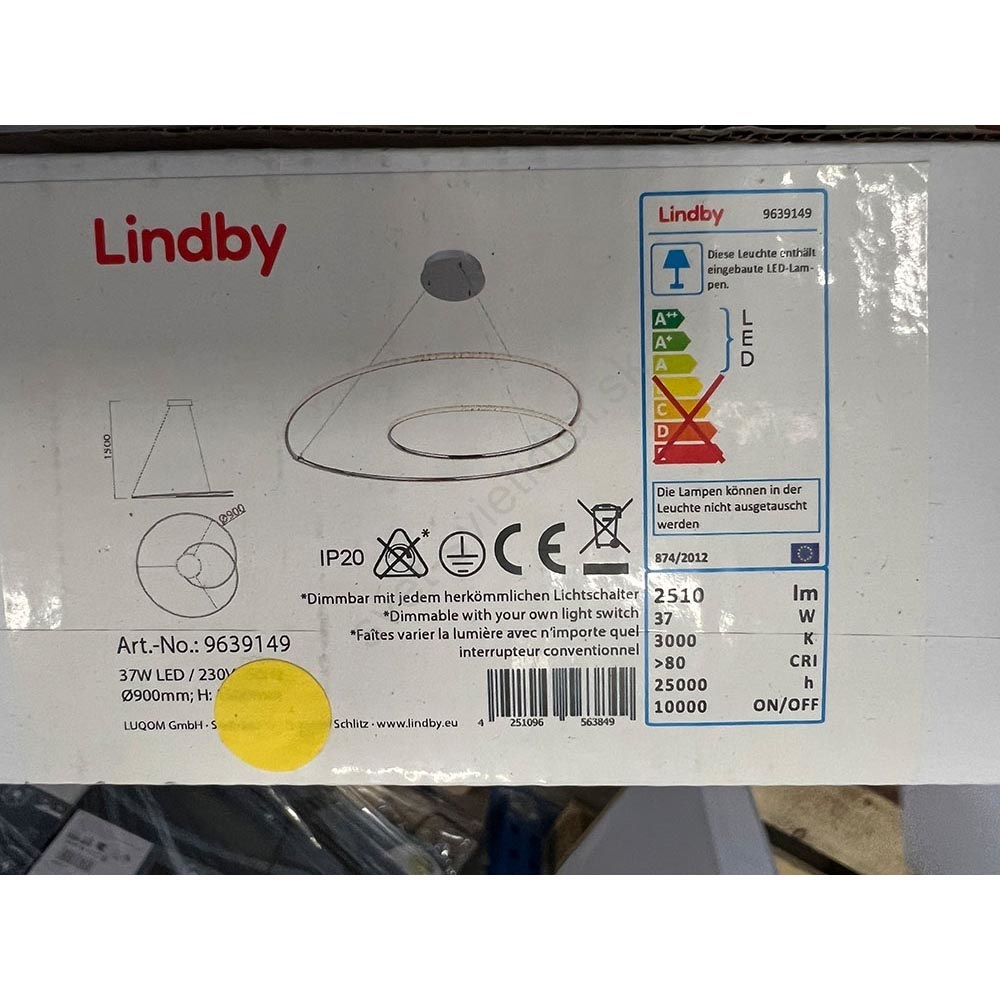 Lindby
1500
Ø900
IP20
*
*Dimmbar mit jedem herkömmlichen Lichtschalter
*Dimmable with your own light switch
*Faîtes varier la lumière avec n'importe quel
interrupteur conventionnel
Art.-No.: 9639149
37W LED / 230V
Ø900mm; H:
LUQOM GmbH · S
Schlitz · www.lindby.eu
4 251096 563849
Lindby 9639149
Diese Leuchte enthält
eingebaute LED-Lam-
pen.
A++
A+
A
C
D
LED
Die Lampen können in der
Leuchte nicht ausgetauscht
werden
874/2012
2510 lm
37 W
3000 K
>80 CRI
25000 h
10000 ON/OFF